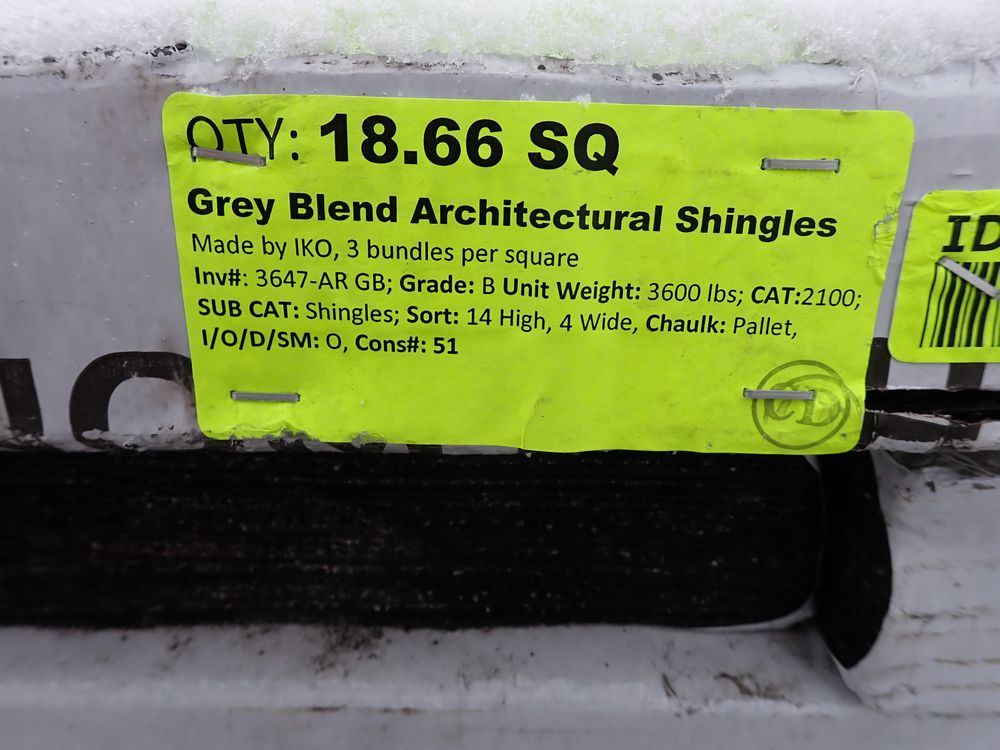 QTY: 18.66 SQ
Grey Blend Architectural Shingles
Made by IKO, 3 bundles per square
Inv#: 3647-AR GB; Grade: B Unit Weight: 3600 lbs; CAT:2100;
SUB CAT: Shingles; Sort: 14 High, 4 Wide, Chaulk: Pallet,
I/O/D/SM: O, Cons#: 51
CD
ID